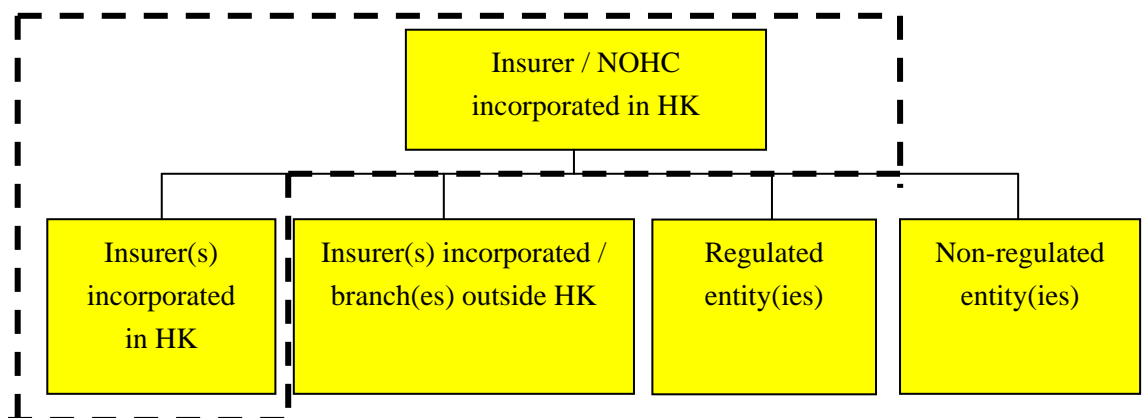 Insurer / NOHC
incorporated in HK
Insurer(s)
incorporated
in HK
Insurer(s) incorporated /
branch(es) outside HK
Regulated
entity(ies)
Non-regulated
entity(ies)